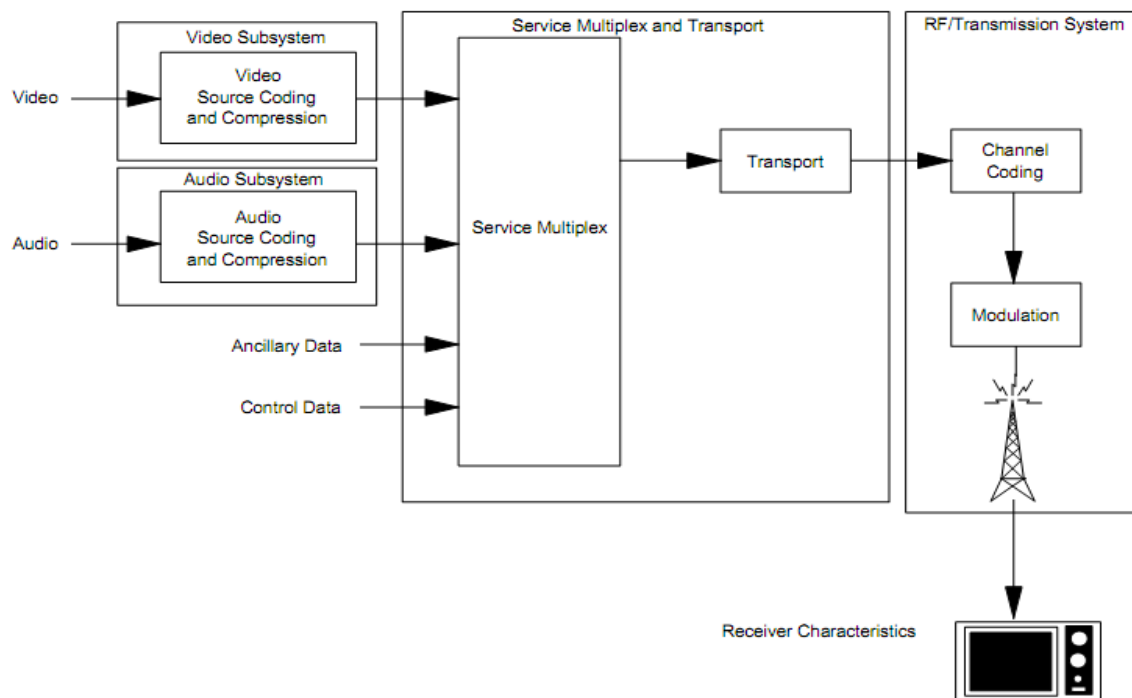 Video Subsystem
Video
Source Coding
and Compression
Video
Audio Subsystem
Audio
Source Coding
and Compression
Audio
Ancillary Data
Control Data
Service Multiplex and Transport
Service Multiplex
Transport
RF/Transmission System
Channel
Coding
Modulation
Receiver Characteristics